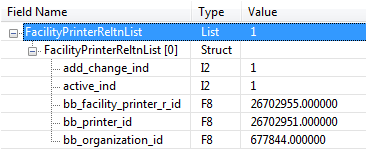 Field Name Type Value
FacilityPrinterReltnList List 1
FacilityPrinterReltnList [0] Struct
add_change_ind I2 1
active_ind I2 1
bb_facility_printer_r_id F8 26702955.000000
bb_printer_id F8 26702951.000000
bb_organization_id F8 677844.000000